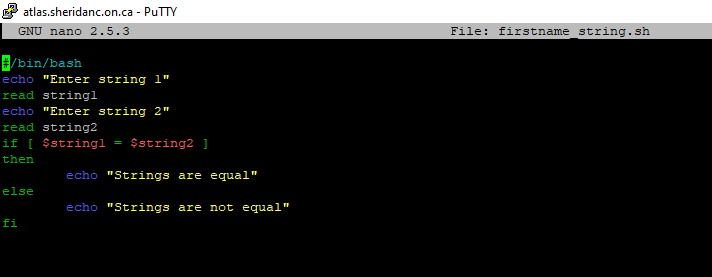 atlas.sheridanc.on.ca - PuTTY
GNU nano 2.5.3 File: firstname_string.sh
#/bin/bash
echo "Enter string 1"
read string1
echo "Enter string 2"
read string2
if [ $string1 = $string2 ]
then
echo "Strings are equal"
else
echo "Strings are not equal"
fi